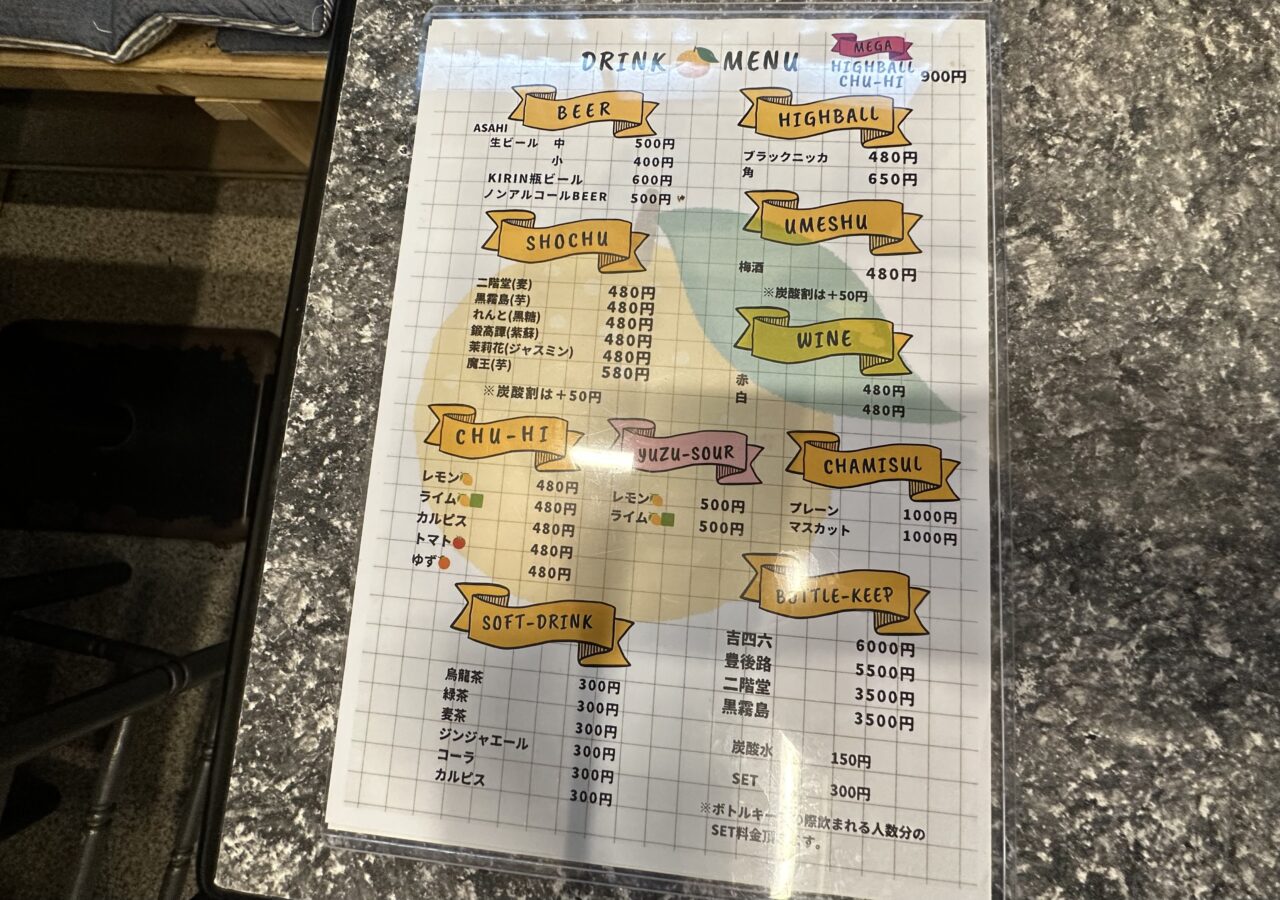 DRINK MENU
MEGA
HIGHBALL
CHU-HI 900円
BEER
ASAHI
生ビール 中 500円
小 400円
KIRIN瓶ビール 600円
ノンアルコールBEER 500円
HIGHBALL
ブラックニッカ 480円
角 650円
SHOCHU
二階堂(麦) 480円
黒霧島(芋) 480円
れんと(黒糖) 480円
鍛高譚(紫蘇) 480円
茉莉花(ジャスミン) 480円
魔王(芋) 580円
※炭酸割は+50円
UMESHU
梅酒 480円
※炭酸割は+50円
WINE
赤 480円
白 480円
CHU-HI
レモン 480円
ライム 480円
カルピス 480円
トマト 480円
ゆず 480円
YUZU-SOUR
レモン 500円
ライム 500円
CHAMISUL
プレーン 1000円
マスカット 1000円
SOFT-DRINK
烏龍茶 300円
緑茶 300円
麦茶 300円
ジンジャエール 300円
コーラ 300円
カルピス 300円
BOTTLE-KEEP
吉四六 6000円
豊後路 5500円
二階堂 3500円
黒霧島 3500円
炭酸水 150円
SET 300円
※ボトルキー の際飲まれる人数分の
SET料金頂 す。